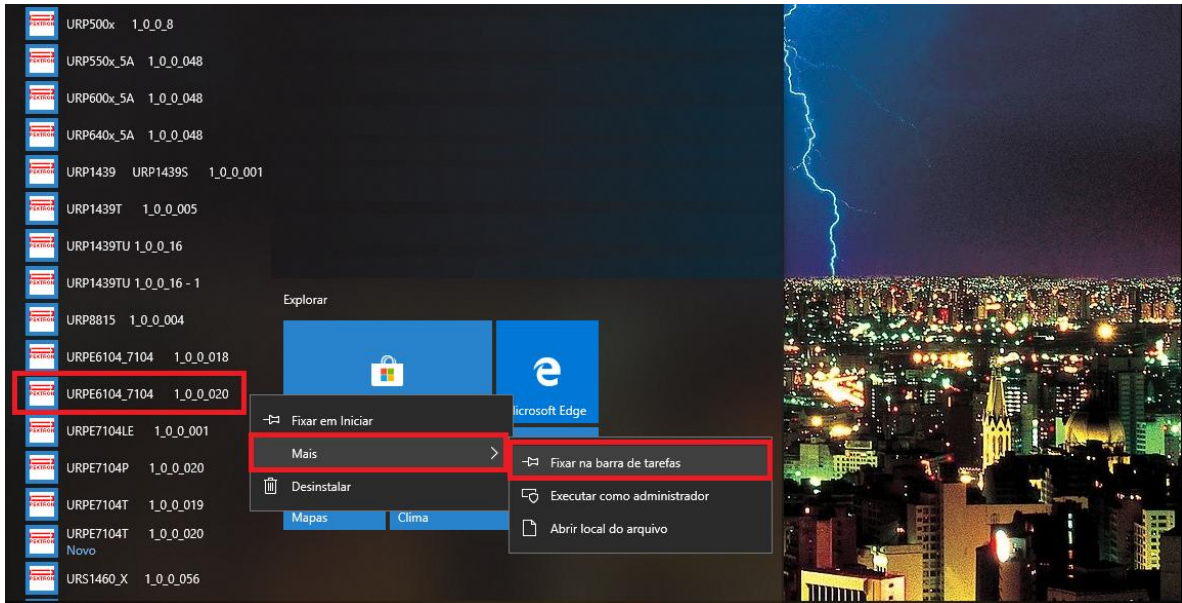 URP500x 1_0_0_8
URP550x_5A 1_0_0_048
URP600x_5A 1_0_0_048
URP640x_5A 1_0_0_048
URP1439 URP1439S 1_0_0_001
URP1439T 1_0_0_005
URP1439TU 1_0_0_16
URP1439TU 1_0_0_16 - 1
URP8815 1_0_0_004
URPE6104_7104 1_0_0_018
URPE6104_7104 1_0_0_020
URPE7104LE 1_0_0_001
URPE7104P 1_0_0_020
URPE7104T 1_0_0_019
URPE7104T 1_0_0_020
Novo
URS1460_X 1_0_0_056
Explorar
icrosoft Edge
Mapas
Clima
Fixar em Iniciar
Mais
Desinstalar
Fixar na barra de tarefas
Executar como administrador
Abrir local do arquivo